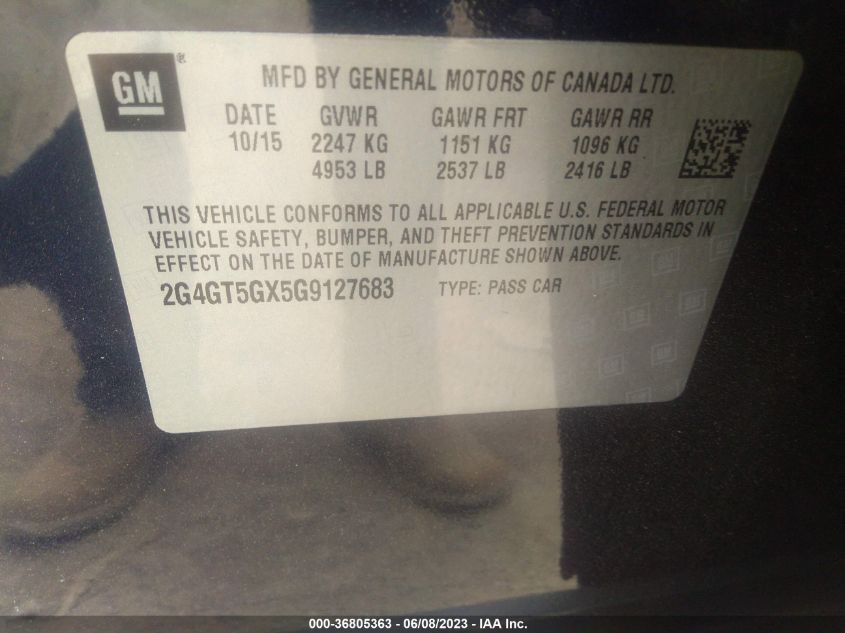 GM®
MFD BY GENERAL MOTORS OF CANADA LTD.
DATE GVWR GAWR FRT GAWR RR
10/15 2247 KG 1151 KG 1096 KG
4953 LB 2537 LB 2416 LB
THIS VEHICLE CONFORMS TO ALL APPLICABLE U.S. FEDERAL MOTOR
VEHICLE SAFETY, BUMPER, AND THEFT PREVENTION STANDARDS IN
EFFECT ON THE DATE OF MANUFACTURE SHOWN ABOVE.
2G4GT5GX5G9127683 TYPE: PASS CAR
000-36805363 - 06/08/2023 - IAA Inc.